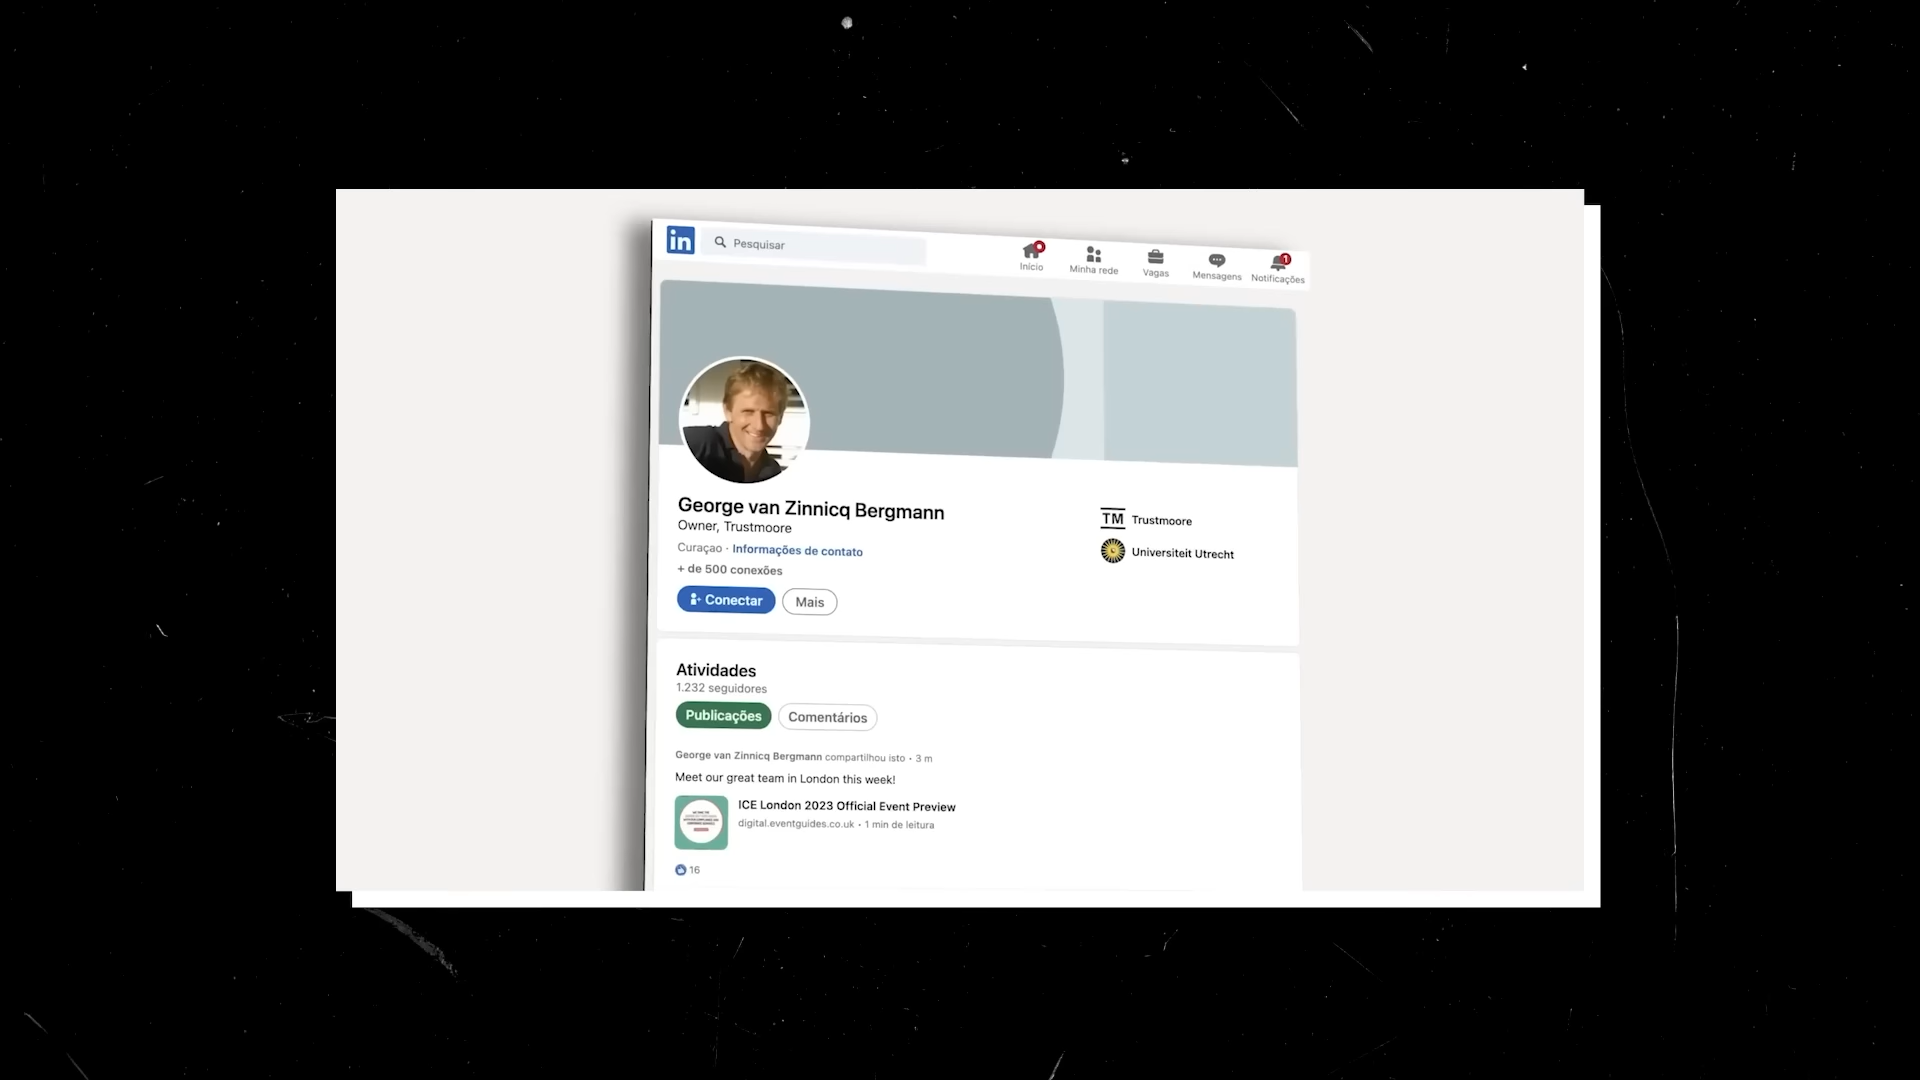 in
Pesquisar
Início
Minha rede
Vagas
Mensagens
1
Notificações
George van Zinnicq Bergmann
Owner, Trustmoore
Curaçao · Informações de contato
+ de 500 conexões
Conectar
Mais
TM Trustmoore
Universiteit Utrecht
Atividades
1.232 seguidores
Publicações
Comentários
George van Zinnicq Bergmann compartilhou isto • 3 m
Meet our great team in London this week!
ICE London 2023 Official Event Preview
digital.eventguides.co.uk • 1 min de leitura
16